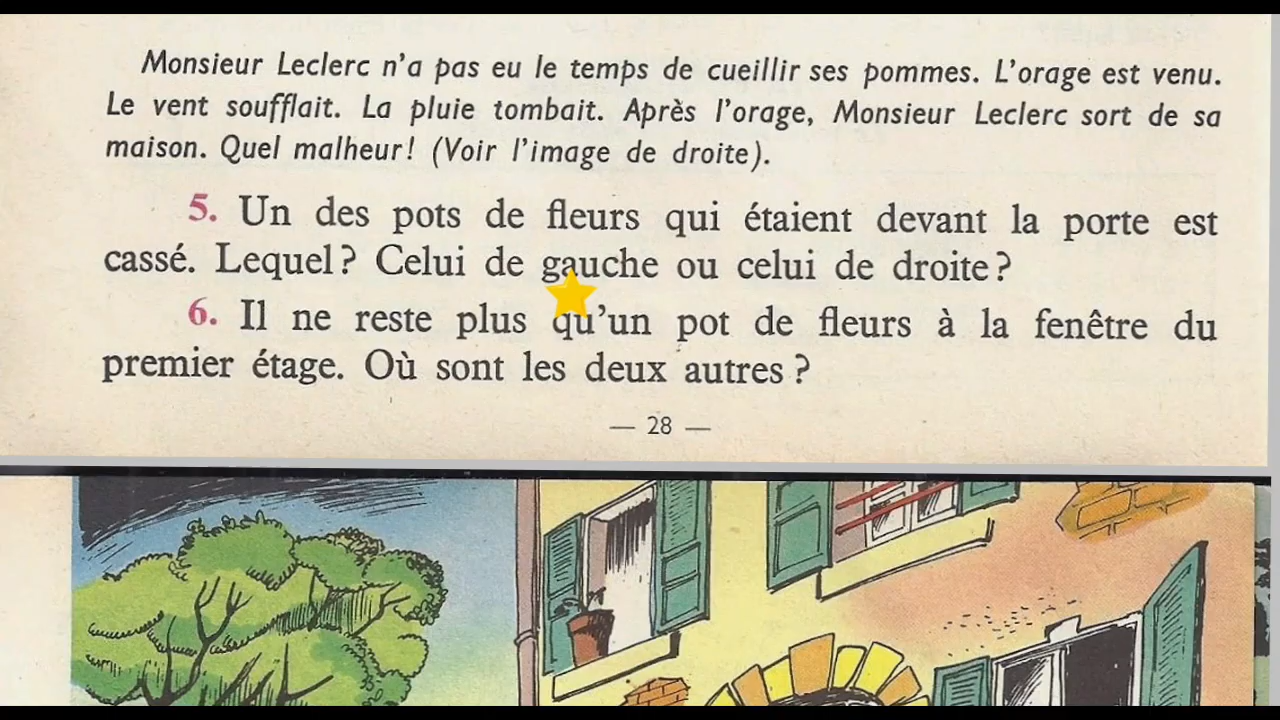 Monsieur Leclerc n'a pas eu le temps de cueillir ses pommes. L'orage est venu.
Le vent soufflait. La pluie tombait. Après l'orage, Monsieur Leclerc sort de sa
maison. Quel malheur! (Voir l'image de droite).
5. Un des pots de fleurs qui étaient devant la porte est
cassé. Lequel? Celui de gauche ou celui de droite?
6. Il ne reste plus qu'un pot de fleurs à la fenêtre du
premier étage. Où sont les deux autres?
— 28 —